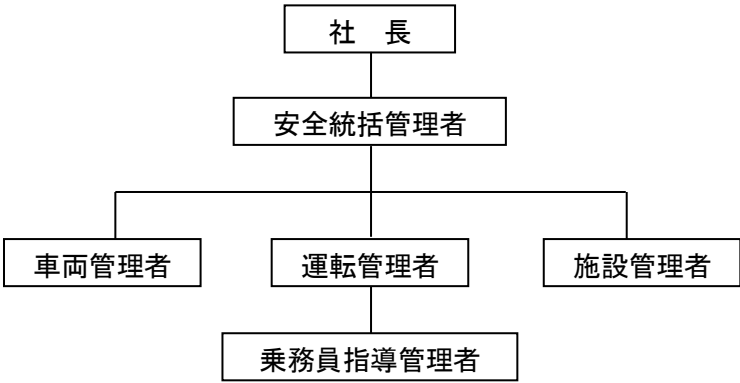 社　長
安全統括管理者
車両管理者
運転管理者
施設管理者
乗務員指導管理者